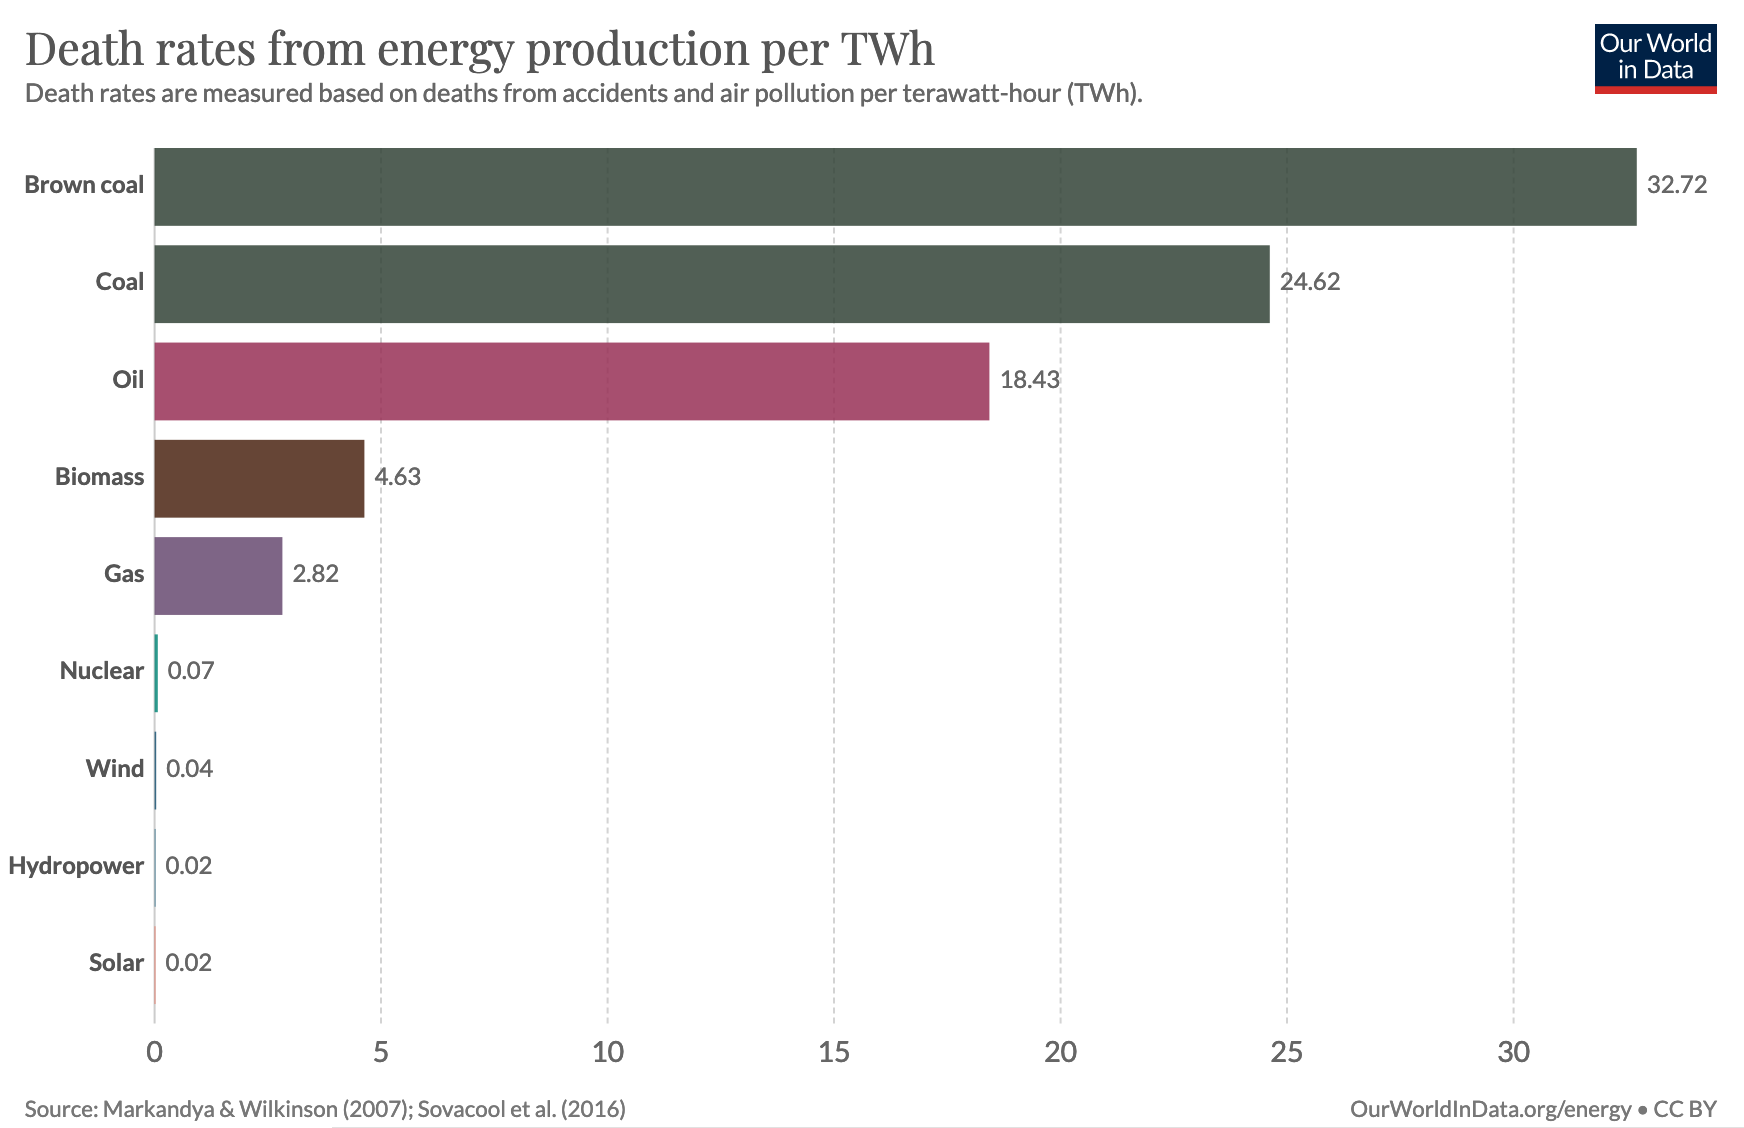 Death rates from energy production per TWh
Our World
in Data
Death rates are measured based on deaths from accidents and air pollution per terawatt-hour (TWh).
Brown coal 32.72
Coal 24.62
Oil 18.43
Biomass 4.63
Gas 2.82
Nuclear 0.07
Wind 0.04
Hydropower 0.02
Solar 0.02
0 5 10 15 20 25 30
Source: Markandya & Wilkinson (2007); Sovacool et al. (2016)
OurWorldInData.org/energy • CC BY